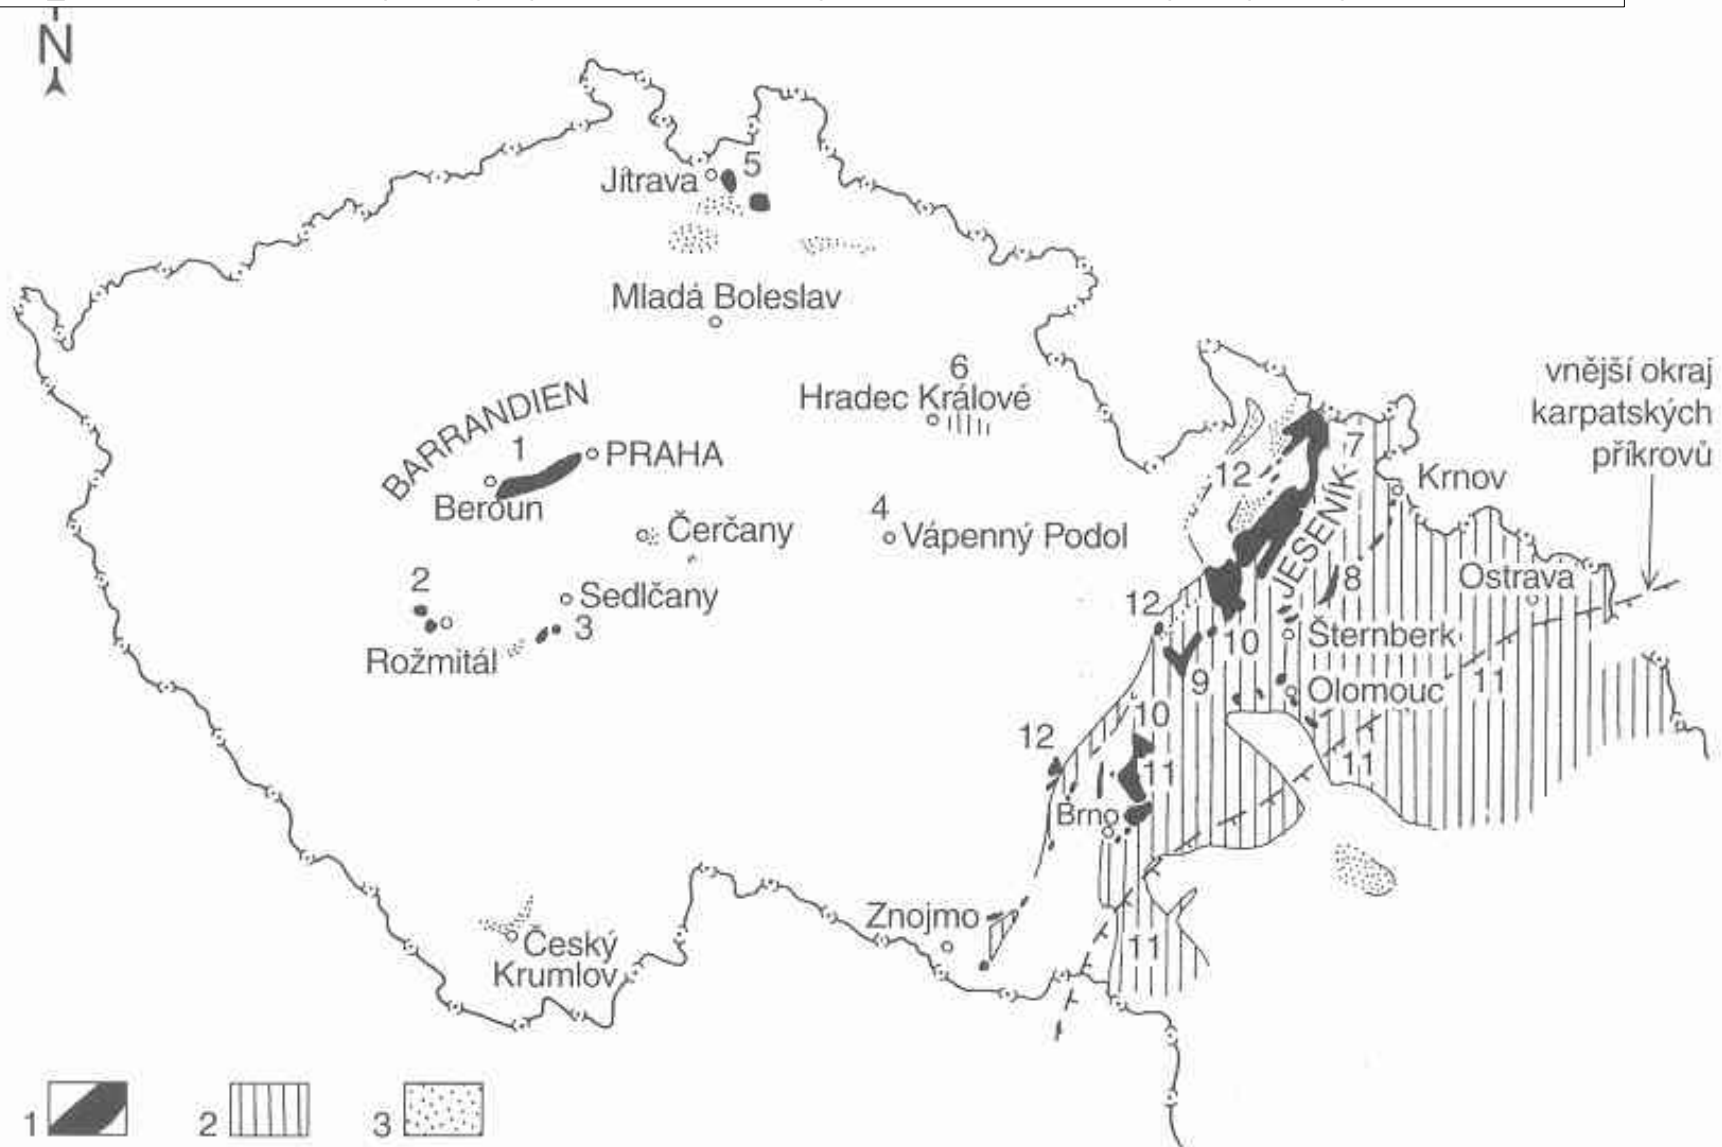 N
5
Jítrava
Mladá Boleslav
6
Hradec Králové
vnější okraj
karpatských
příkrovů
BARRANDIEN
1
PRAHA
Beroun
7
12
Krnov
JESENÍK
4
Čerčany
Vápenný Podol
2
Sedlčany
3
Rožmitál
8
Ostrava
12
10
Šternberk
9
11
Olomouc
10
12
11
11
Brno
Znojmo
11
Český
Krumlov
1
2
3